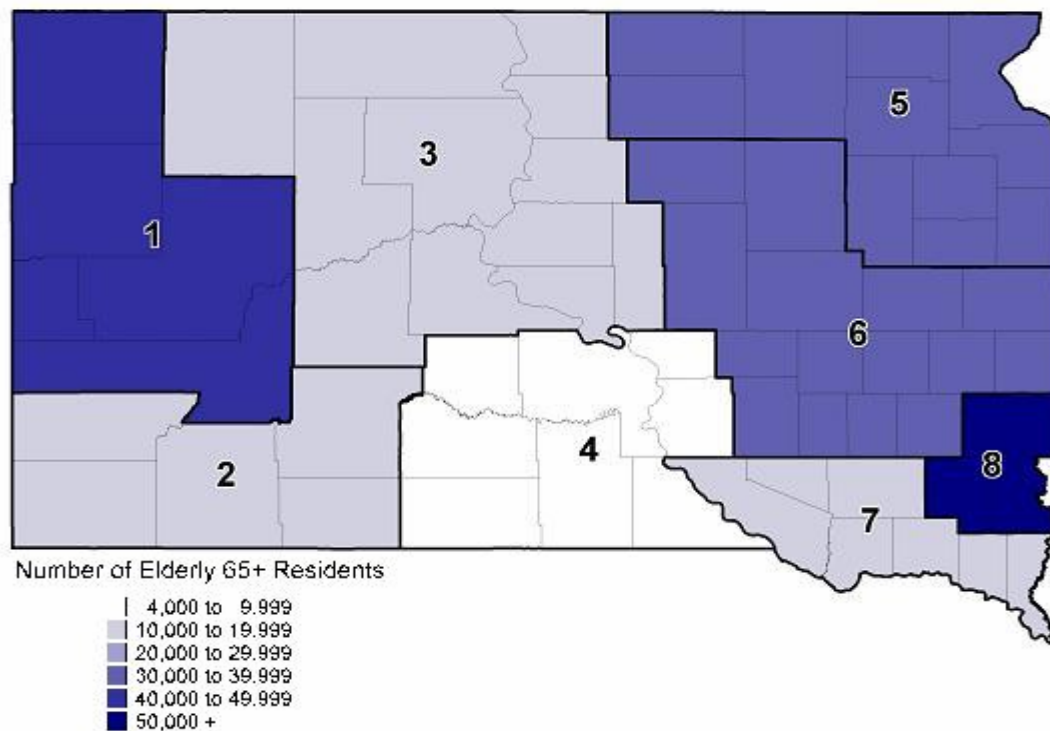 5
3
1
6
4
8
2
7
Number of Elderly 65+ Residents
4,000 to 9.999
10,000 to 19.999
20,000 to 29.999
30,000 to 39.999
40,000 to 49.999
50,000 +